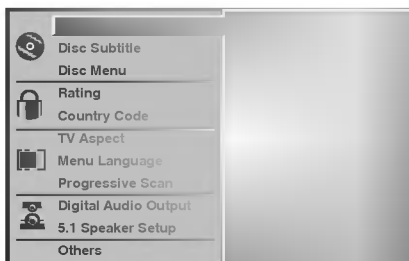 Disc Subtitle
Disc Menu
Rating
Country Code
TV Aspect
Menu Language
Progressive Scan
Digital Audio Output
5.1 Speaker Setup
Others